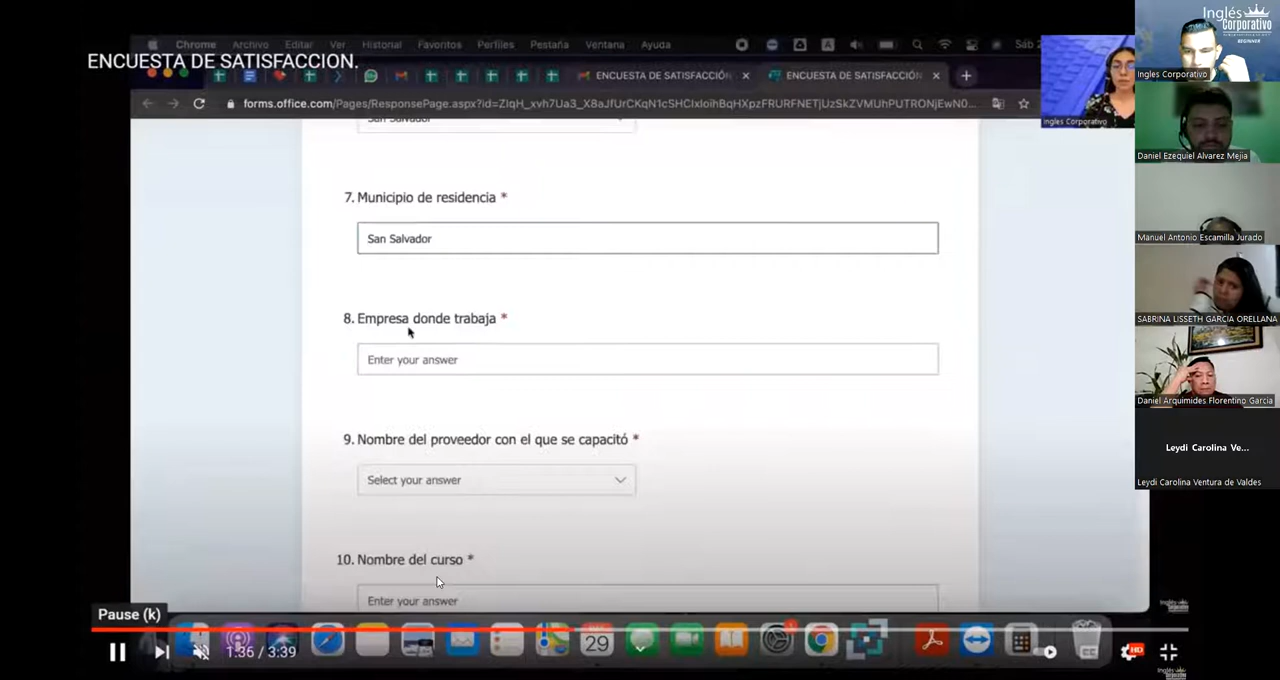 Chrome Archivo Editar Ver Historial Favoritos Perfiles Pestaña Ventana Ayuda
ENCUESTA DE SATISFACCION.
ENCUESTA DE SATISFACCIÓN
ENCUESTA DE SATISFACCIÓN
San Salvador
7. Municipio de residencia *
San Salvador
8. Empresa donde trabaja *
Enter your answer
9. Nombre del proveedor con el que se capacitó *
Select your answer
10. Nombre del curso *
Enter your answer
Pause (k)
29
1:36 / 3:39
HD
Inglés
Corporativo
BEGINNER
Ingles Corporativo
Ingles Corporativo
Daniel Ezequiel Alvarez Mejia
Manuel Antonio Escamilla Jurado
SABRINA LISSETH GARCIA ORELLANA
Daniel Arquimides Florentino Garcia
Leydi Carolina Ve...
Leydi Carolina Ventura de Valdes